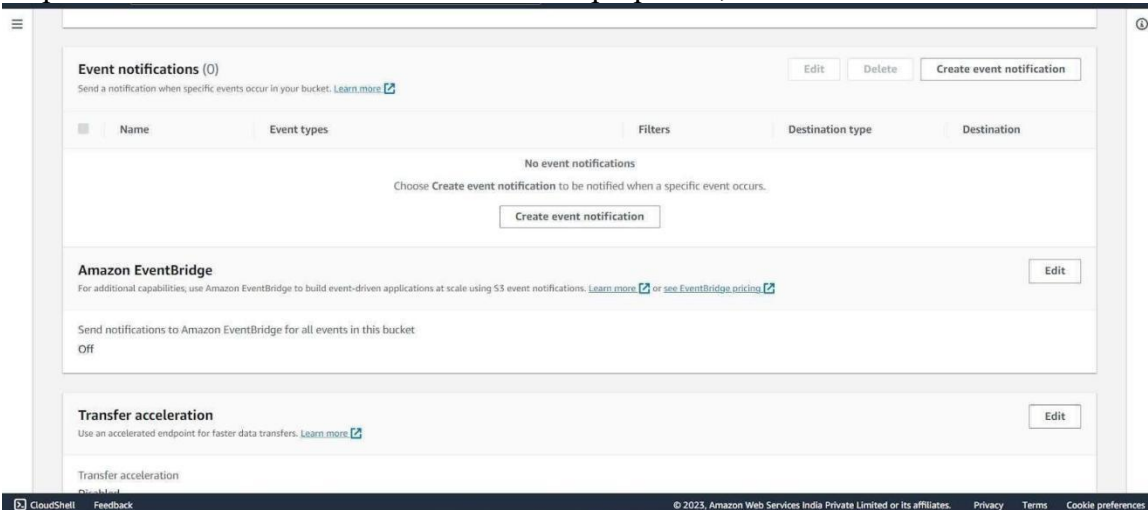 Event notifications (0)
Edit
Delete
Create event notification
Send a notification when specific events occur in your bucket. Learn more
Name
Event types
Filters
Destination type
Destination
No event notifications
Choose Create event notification to be notified when a specific event occurs.
Create event notification
Amazon EventBridge
Edit
For additional capabilities, use Amazon EventBridge to build event-driven applications at scale using S3 event notifications. Learn more or see EventBridge pricing
Send notifications to Amazon EventBridge for all events in this bucket
Off
Transfer acceleration
Edit
Use an accelerated endpoint for faster data transfers. Learn more
Transfer acceleration
Disabled
CloudShell Feedback
© 2023, Amazon Web Services India Private Limited or its affiliates. Privacy Terms Cookie preferences